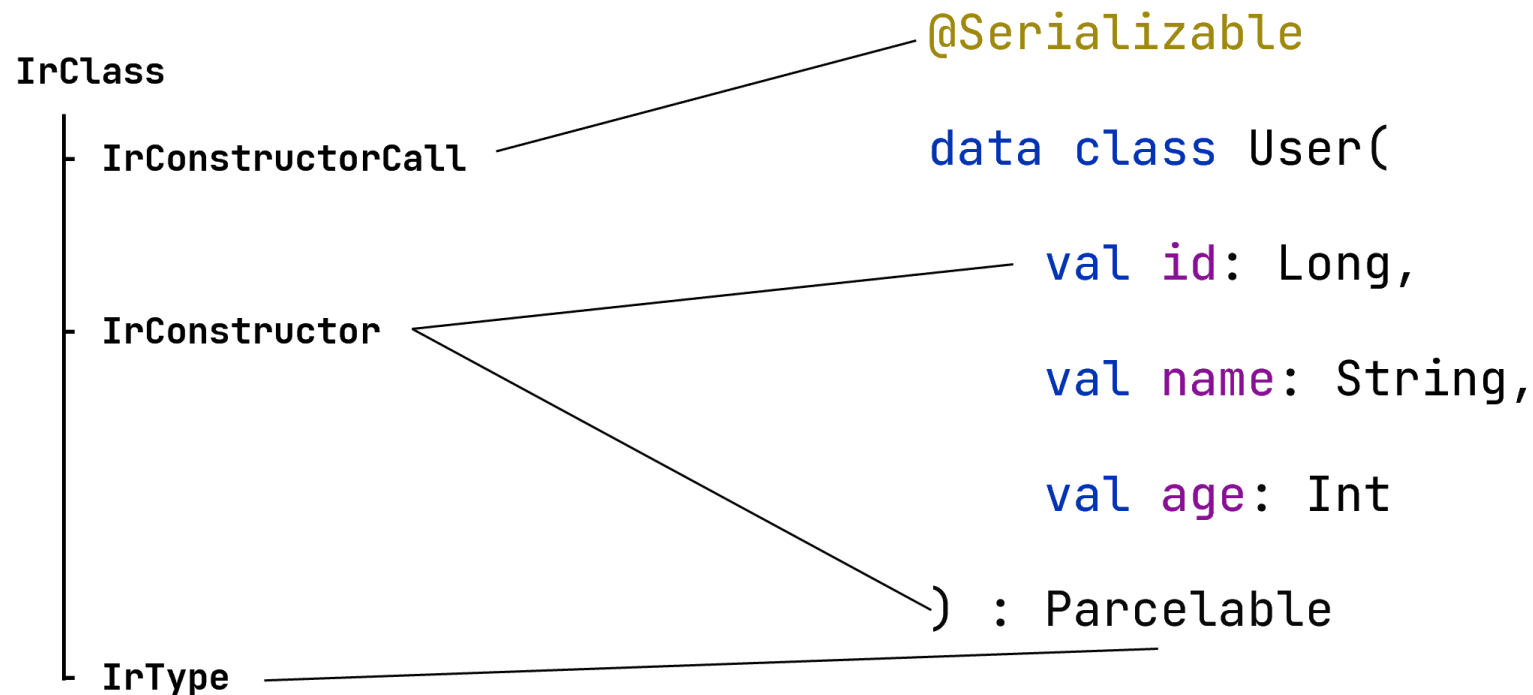 IrClass
IrConstructorCall
IrConstructor
IrType
@Serializable
data class User(
val id: Long,
val name: String,
val age: Int
) : Parcelable